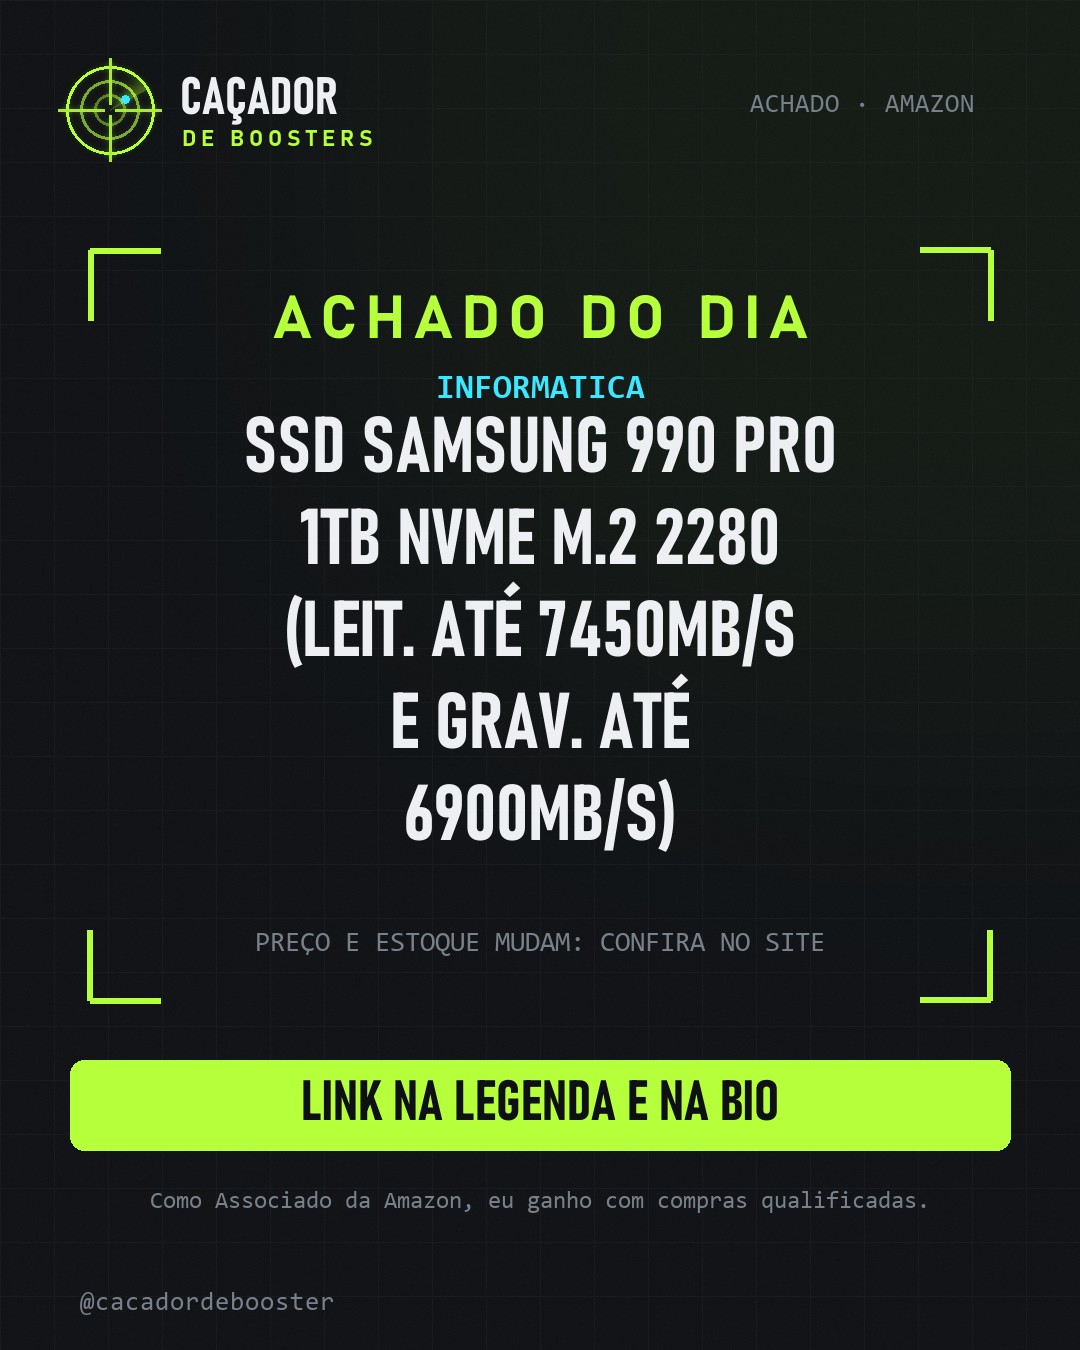 CAÇADOR
DE BOOSTERS
ACHADO · AMAZON
ACHADO DO DIA
INFORMATICA
SSD SAMSUNG 990 PRO
1TB NVME M.2 2280
(LEIT. ATÉ 7450MB/S
E GRAV. ATÉ
6900MB/S)
PREÇO E ESTOQUE MUDAM: CONFIRA NO SITE
LINK NA LEGENDA E NA BIO
Como Associado da Amazon, eu ganho com compras qualificadas.
@cacadordebooster